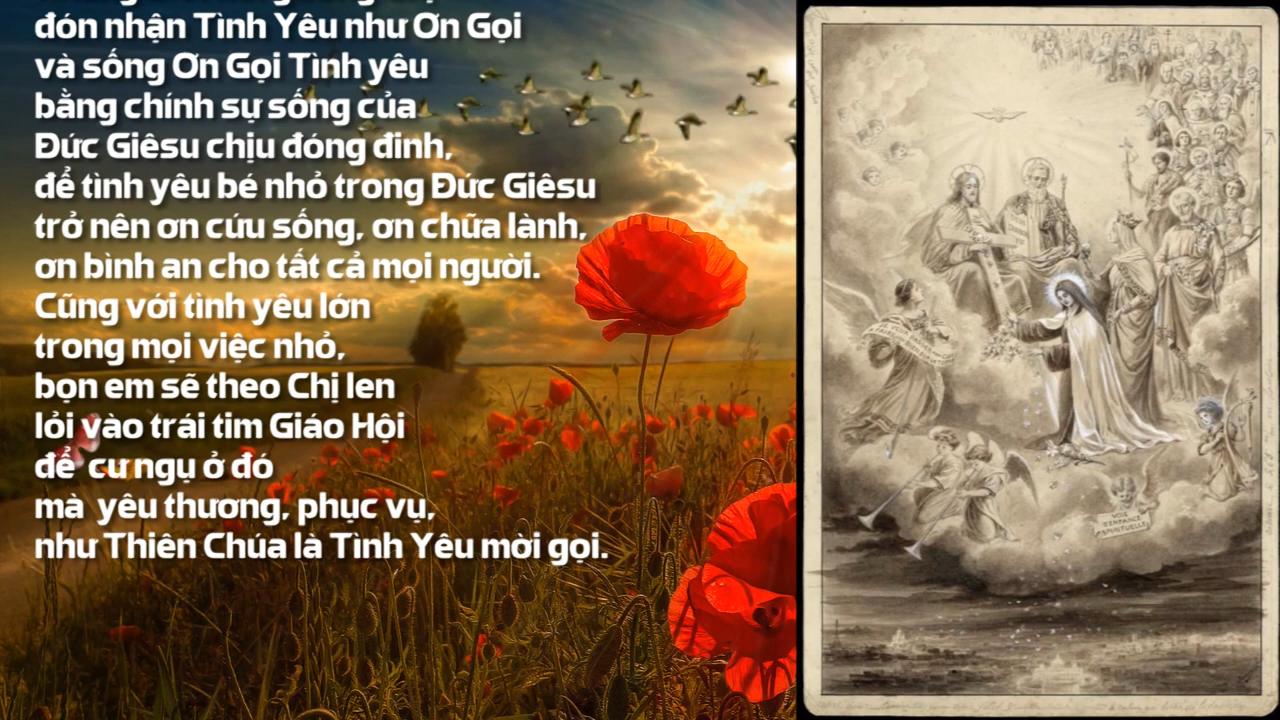 đón nhận Tình Yêu như Ơn Gọi
và sống Ơn Gọi Tình yêu
bằng chính sự sống của
Đức Giêsu chịu đóng đinh,
để tình yêu bé nhỏ trong Đức Giêsu
trở nên ơn cứu sống, ơn chữa lành,
ơn bình an cho tất cả mọi người.
Cũng với tình yêu lớn
trong mọi việc nhỏ,
bọn em sẽ theo Chị len
lỏi vào trái tim Giáo Hội
để cư ngụ ở đó
mà yêu thương, phục vụ,
như Thiên Chúa là Tình Yêu mời gọi.
VOIE
D'ENFANCE
SPIRITUELLE